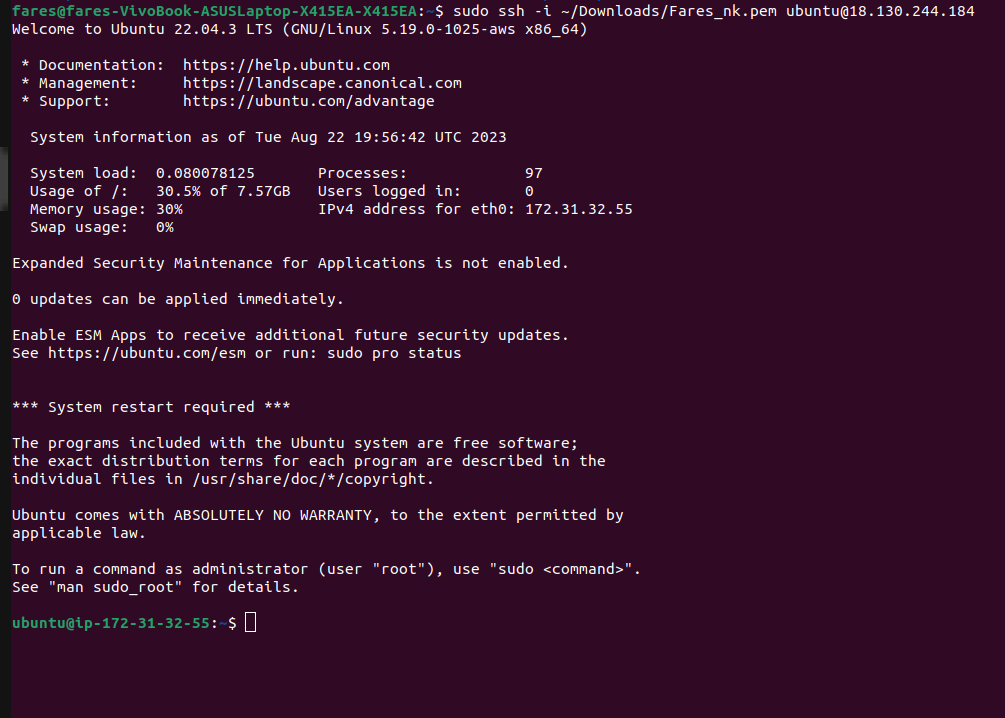 fares@fares-VivoBook-ASUSLaptop-X415EA-X415EA:~$ sudo ssh -i ~/Downloads/Fares_nk.pem ubuntu@18.130.244.184
Welcome to Ubuntu 22.04.3 LTS (GNU/Linux 5.19.0-1025-aws x86_64)
* Documentation:  https://help.ubuntu.com
* Management:     https://landscape.canonical.com
* Support:        https://ubuntu.com/advantage
System information as of Tue Aug 22 19:56:42 UTC 2023
System load:  0.080078125       Processes:             97
Usage of /:   30.5% of 7.57GB   Users logged in:       0
Memory usage: 30%               IPv4 address for eth0: 172.31.32.55
Swap usage:   0%
Expanded Security Maintenance for Applications is not enabled.
0 updates can be applied immediately.
Enable ESM Apps to receive additional future security updates.
See https://ubuntu.com/esm or run: sudo pro status
*** System restart required ***
The programs included with the Ubuntu system are free software;
the exact distribution terms for each program are described in the
individual files in /usr/share/doc/*/copyright.
Ubuntu comes with ABSOLUTELY NO WARRANTY, to the extent permitted by
applicable law.
To run a command as administrator (user "root"), use "sudo <command>".
See "man sudo_root" for details.
ubuntu@ip-172-31-32-55:~$